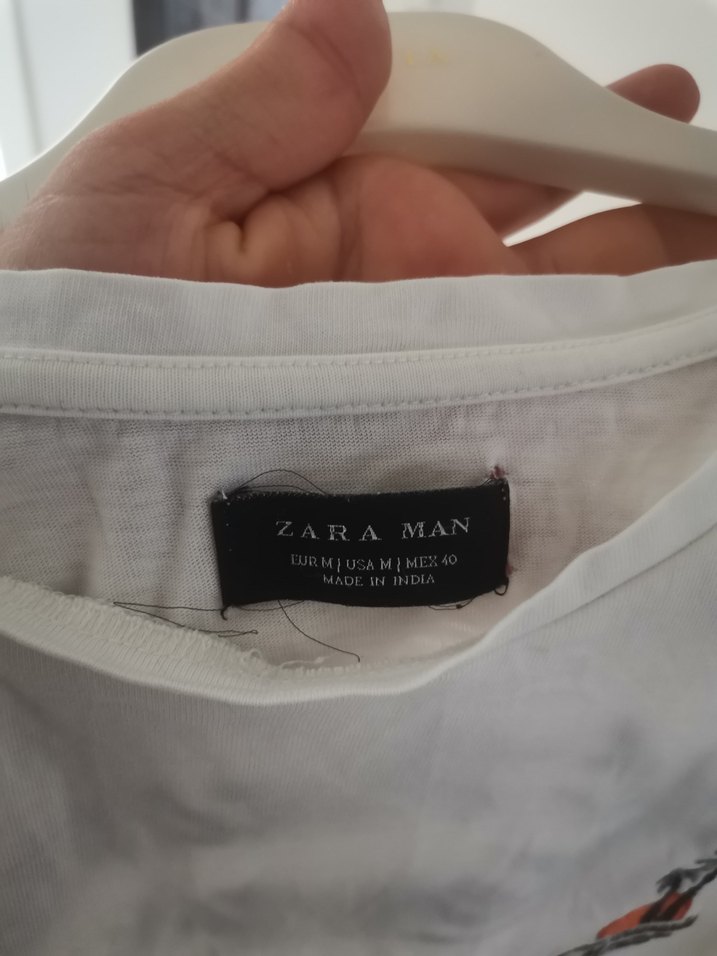 ZARA MAN
EUR M | USA M | MEX 40
MADE IN INDIA